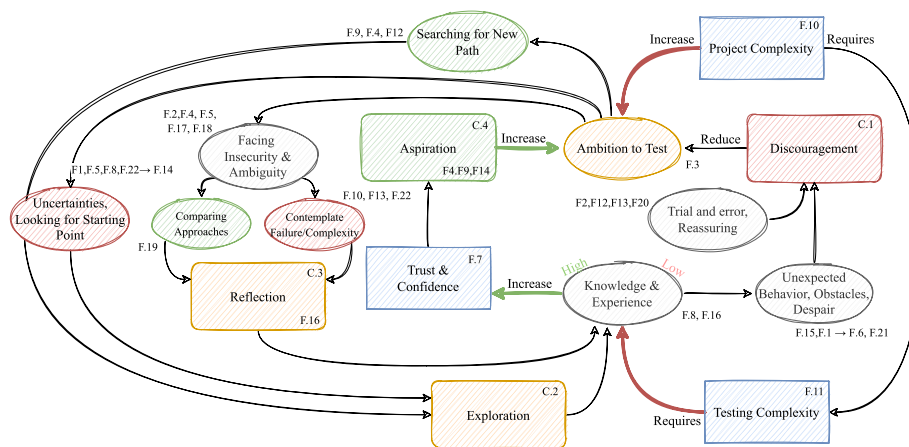 F.9, F.4, F12
Searching for New
Path
F.10
Project Complexity
Increase
Requires
F.2,F.4, F.5,
F.17, F.18
Facing
Insecurity &
Ambiguity
C.4
Aspiration
F4.F9,F14
Increase
Ambition to Test
Reduce
F.3
C.1
Discouragement
F1,F.5,F.8,F.22→ F.14
Uncertainties,
Looking for Starting
Point
F.10, F.13, F.22
Comparing
Approaches
Contemplate
Failure/Complexity
F2,F12,F13,F20
Trial and error,
Reassuring
F.19
C.3
Reflection
F.16
F.7
Trust &
Confidence
Increase
High
Low
Knowledge &
Experience
F.8, F.16
Unexpected
Behavior, Obstacles,
Despair
F.15,F.1 → F.6, F.21
C.2
Exploration
Requires
F.11
Testing Complexity